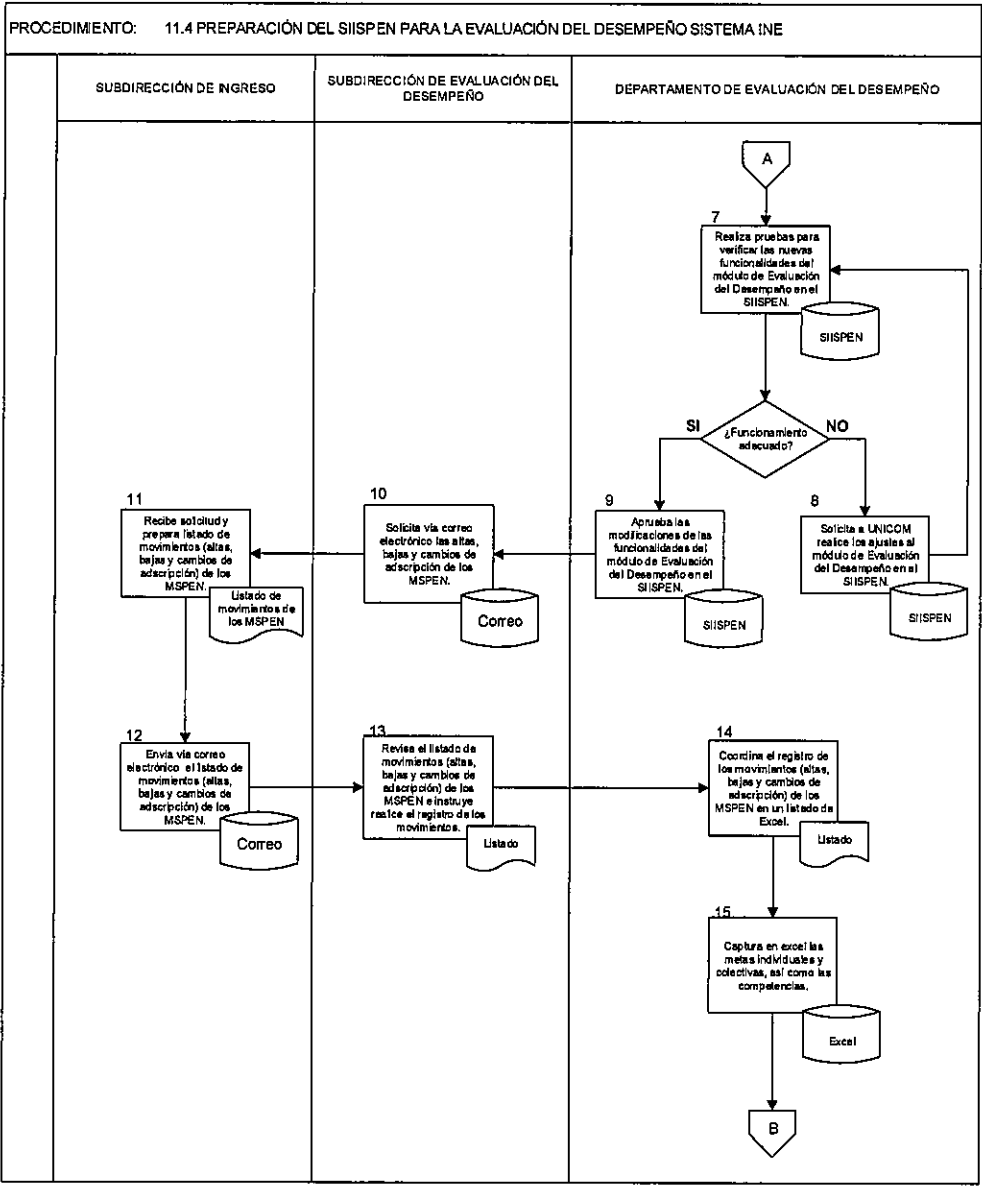 PROCEDIMIENTO: 11.4 PREPARACIÓN DEL SIISPEN PARA LA EVALUACIÓN DEL DESEMPEÑO SISTEMA INE
SUBDIRECCIÓN DE INGRESO
SUBDIRECCIÓN DE EVALUACIÓN DEL
DESEMPEÑO
DEPARTAMENTO DE EVALUACIÓN DEL DESEMPEÑO
A
7
Realiza pruebas para
verificar las nuevas
funcionalidades del
módulo de Evaluación
del Desempeño en el
SIISPEN.
SIISPEN
¿Funcionamiento
adecuado?
SI
NO
8
Solicita a UNICOM
realice los ajustes al
módulo de Evaluación
del Desempeño en el
SIISPEN.
SIISPEN
9
Aprueba las
modificaciones de las
funcionalidades del
módulo de Evaluación
del Desempeño en el
SIISPEN.
SIISPEN
10
Solicita vía correo
electrónico las altas,
bajas y cambios de
adscripción de los
MSPEN.
Correo
11
Recibe solcitud y
prepara listado de
movimientos (altas,
bajas y cambios de
adscripción) de los
MSPEN.
Listado de
movimientos de
los MSPEN
12
Envía vía correo
electrónico el listado de
movimientos (altas,
bajas y cambios de
adscripción) de los
MSPEN.
Correo
13
Revisa el listado de
movimientos (altas,
bajas y cambios de
adscripción) de los
MSPEN e instruye
realice el registro de los
movimientos.
Listado
14
Coordina el registro de
los movimientos (altas,
bajas y cambios de
adscripción) de los
MSPEN en un listado de
Excel.
Listado
15
Captura en excel las
metas individuales y
colectivas, así como las
competencias.
Excel
B